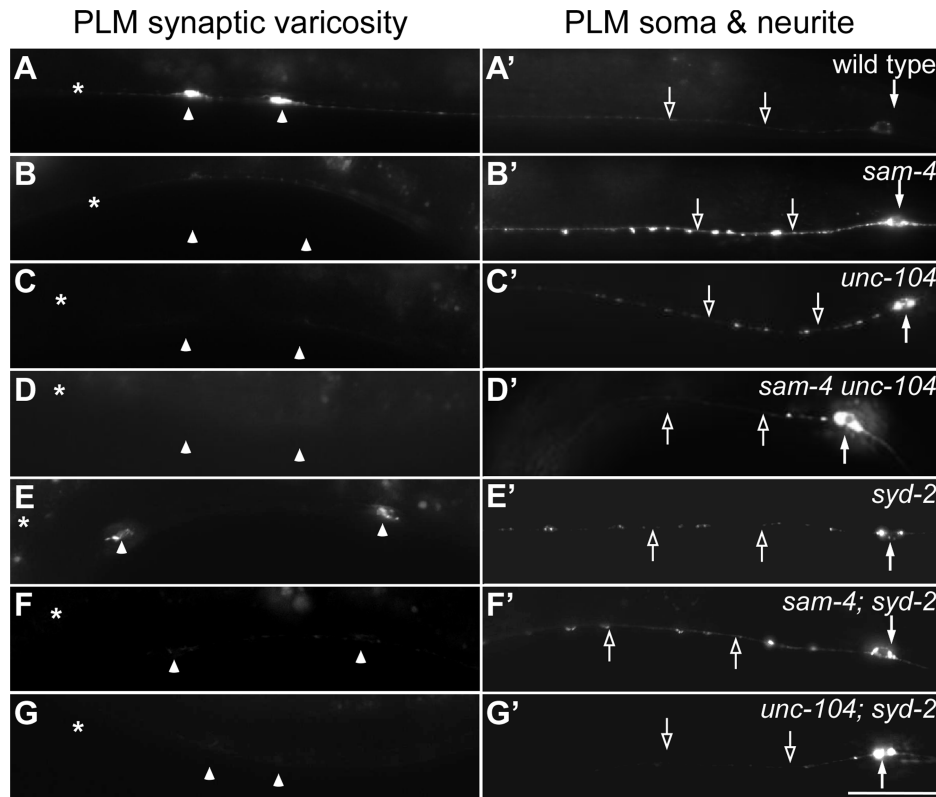 PLM synaptic varicosity PLM soma & neurite
A * A' wild type
B * B' sam-4
C * C' unc-104
D * D' sam-4 unc-104
E * E' syd-2
F * F' sam-4; syd-2
G * G' unc-104; syd-2